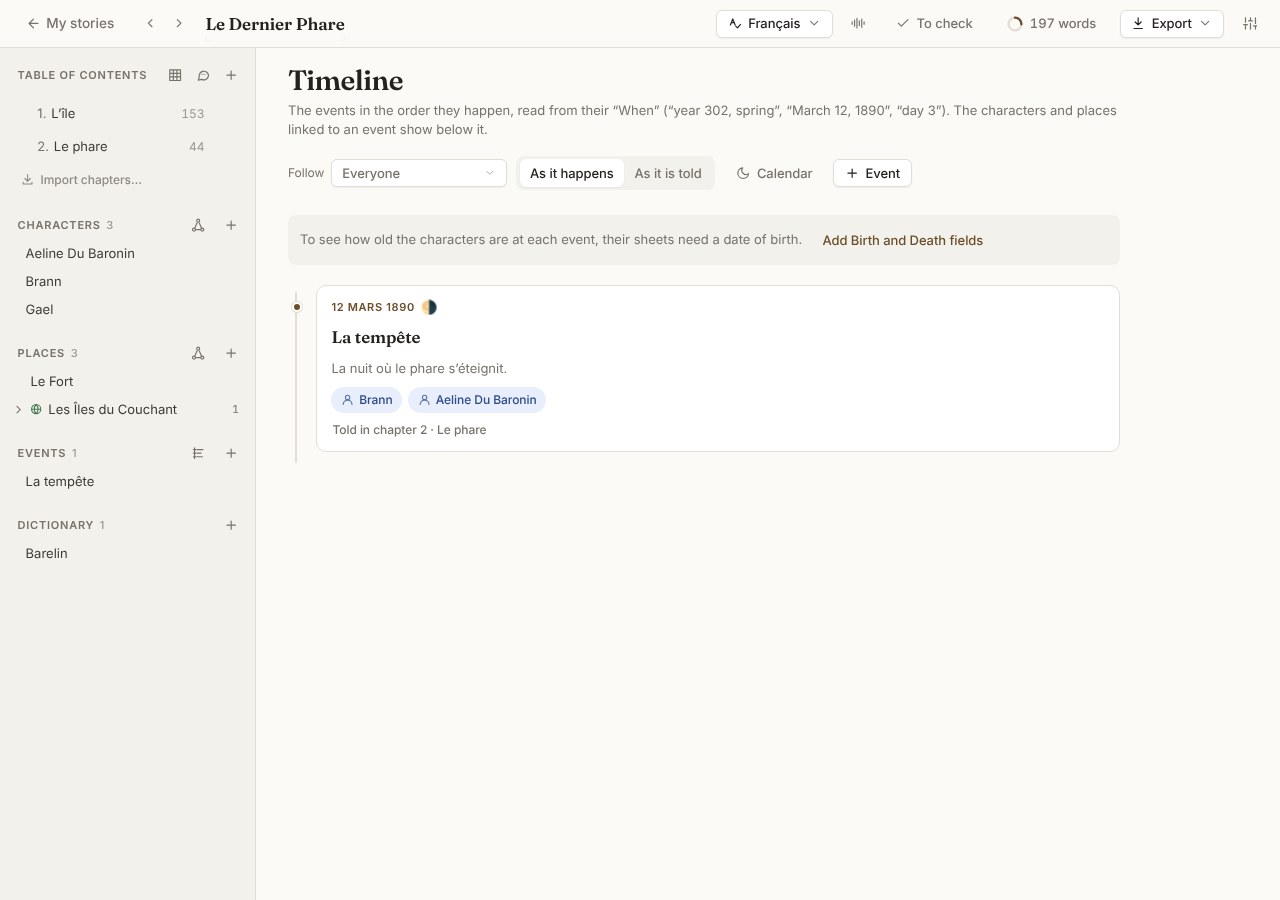 My stories
Le Dernier Phare
Français
To check
197 words
Export
TABLE OF CONTENTS
1. L’île 153
2. Le phare 44
Import chapters...
CHARACTERS 3
Aeline Du Baronin
Brann
Gael
PLACES 3
Le Fort
Les Îles du Couchant 1
EVENTS 1
La tempête
DICTIONARY 1
Barelin
Timeline
The events in the order they happen, read from their “When” (“year 302, spring”, “March 12, 1890”, “day 3”). The characters and places
linked to an event show below it.
Follow Everyone As it happens As it is told Calendar Event
To see how old the characters are at each event, their sheets need a date of birth. Add Birth and Death fields
12 MARS 1890
La tempête
La nuit où le phare s’éteignit.
Brann Aeline Du Baronin
Told in chapter 2 · Le phare